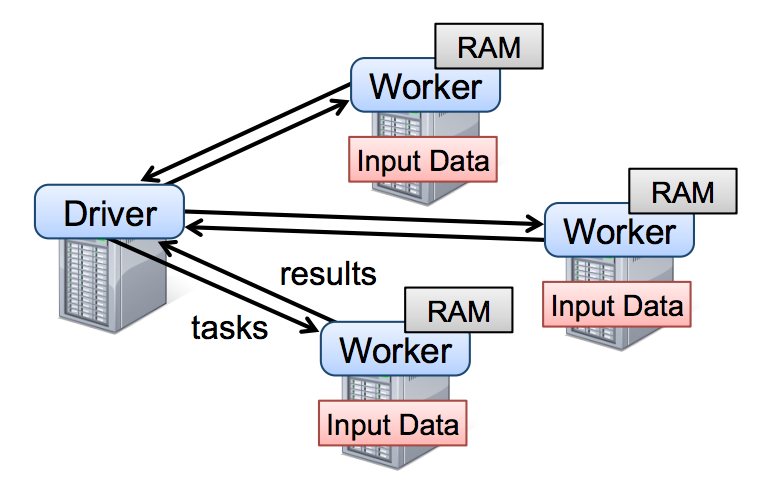 RAM
Worker
Input Data
RAM
Driver
Worker
results
Input Data
RAM
tasks
Worker
Input Data